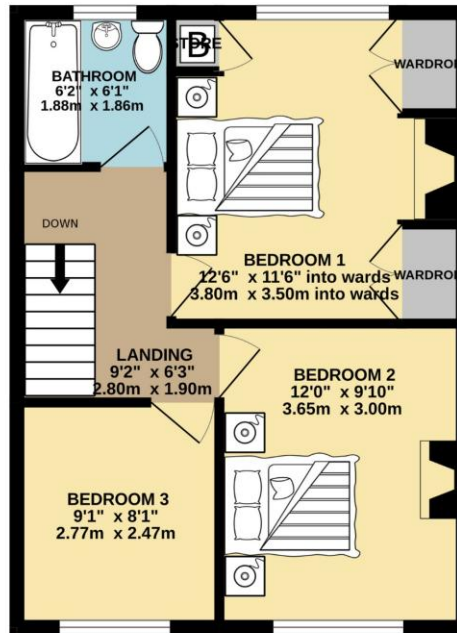 STORE
B
WARDROB
BATHROOM
6'2" x 6'1"
1.88m x 1.86m
DOWN
BEDROOM 1
12'6" x 11'6" into wards
3.80m x 3.50m into wards
WARDROB
LANDING
9'2" x 6'3"
2.80m x 1.90m
BEDROOM 2
12'0" x 9'10"
3.65m x 3.00m
BEDROOM 3
9'1" x 8'1"
2.77m x 2.47m